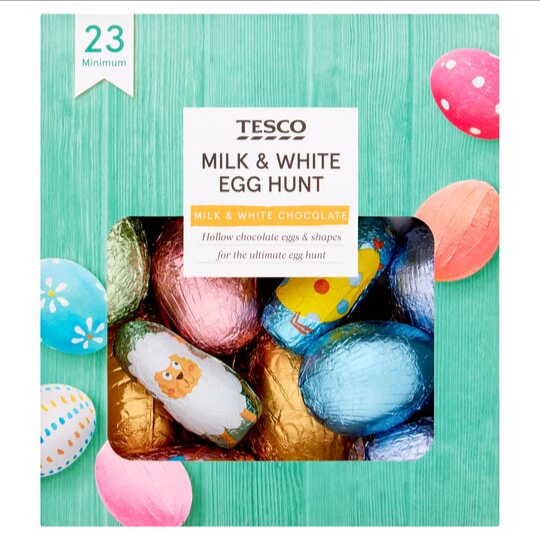 23
Minimum
TESCO
MILK & WHITE
EGG HUNT
MILK & WHITE CHOCOLATE
Hollow chocolate eggs & shapes
for the ultimate egg hunt